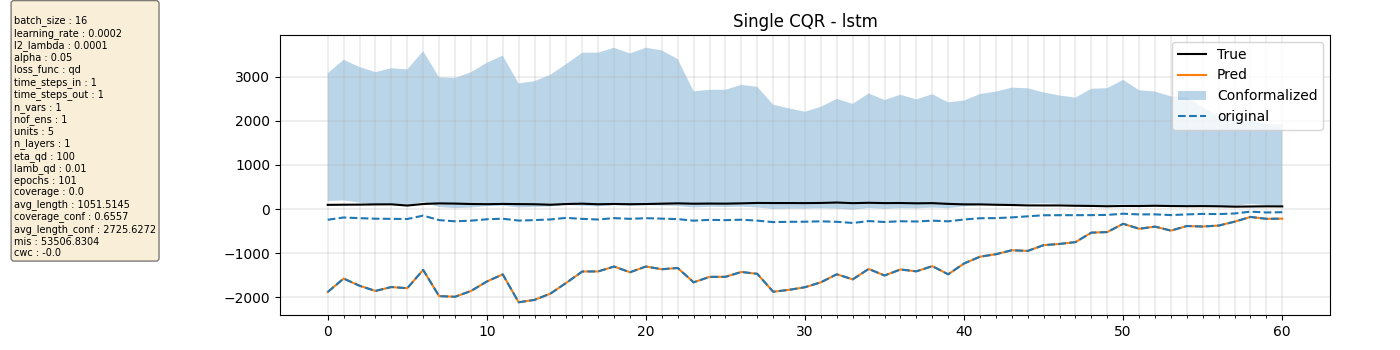 batch_size : 16
learning_rate : 0.0002
l2_lambda : 0.0001
alpha : 0.05
loss_func : qd
time_steps_in : 1
time_steps_out : 1
n_vars : 1
nof_ens : 1
units : 5
n_layers : 1
eta_qd : 100
lamb_qd : 0.01
epochs : 101
coverage : 0.0
avg_length : 1051.5145
coverage_conf : 0.6557
avg_length_conf : 2725.6272
mis : 53506.8304
cwc : -0.0
Single CQR - lstm
3000
2000
1000
0
−1000
−2000
0 10 20 30 40 50 60
True
Pred
Conformalized
original